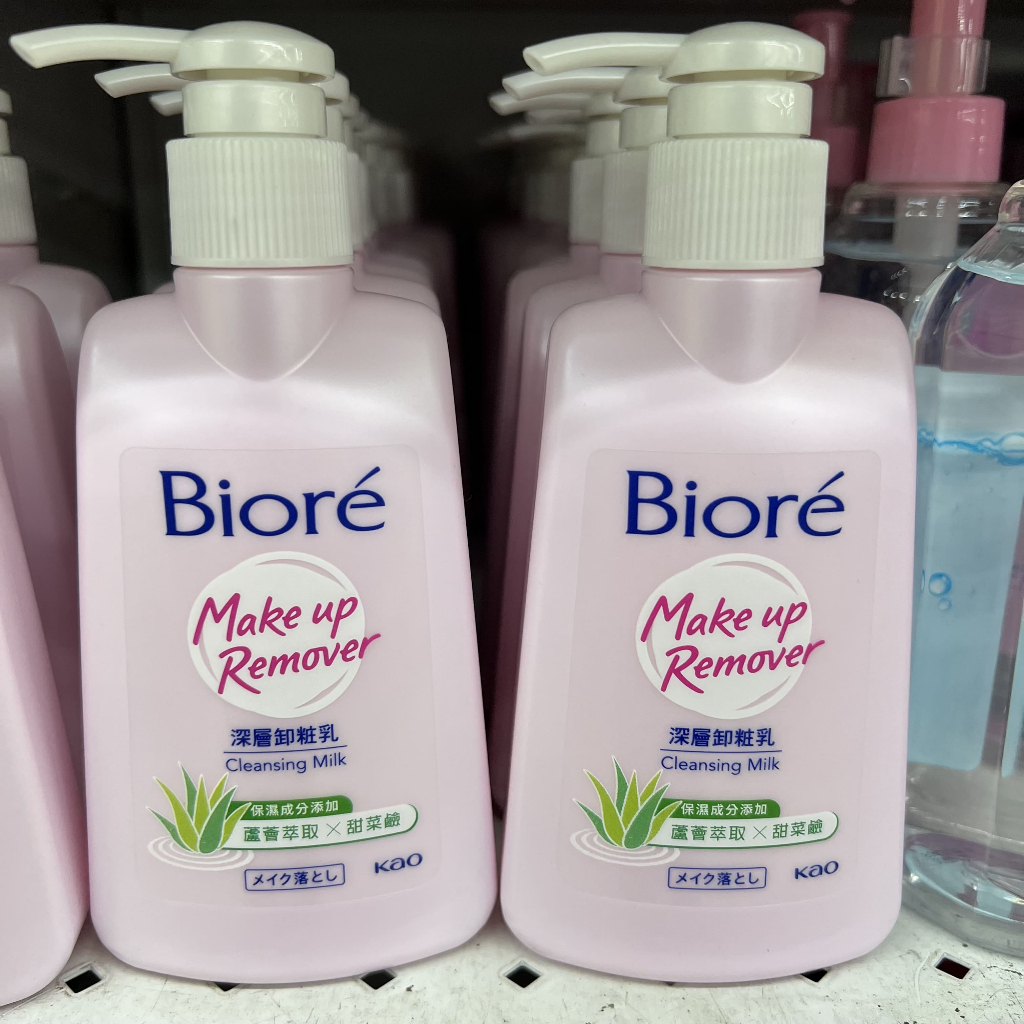 Bioré
Make up
Remover
深層卸粧乳
Cleansing Milk
保濕成分添加
蘆薈萃取×甜菜鹼
メイク落とし
Kao
Bioré
Make up
Remover
深層卸粧乳
Cleansing Milk
保濕成分添加
蘆薈萃取×甜菜鹼
メイク落とし
Kao